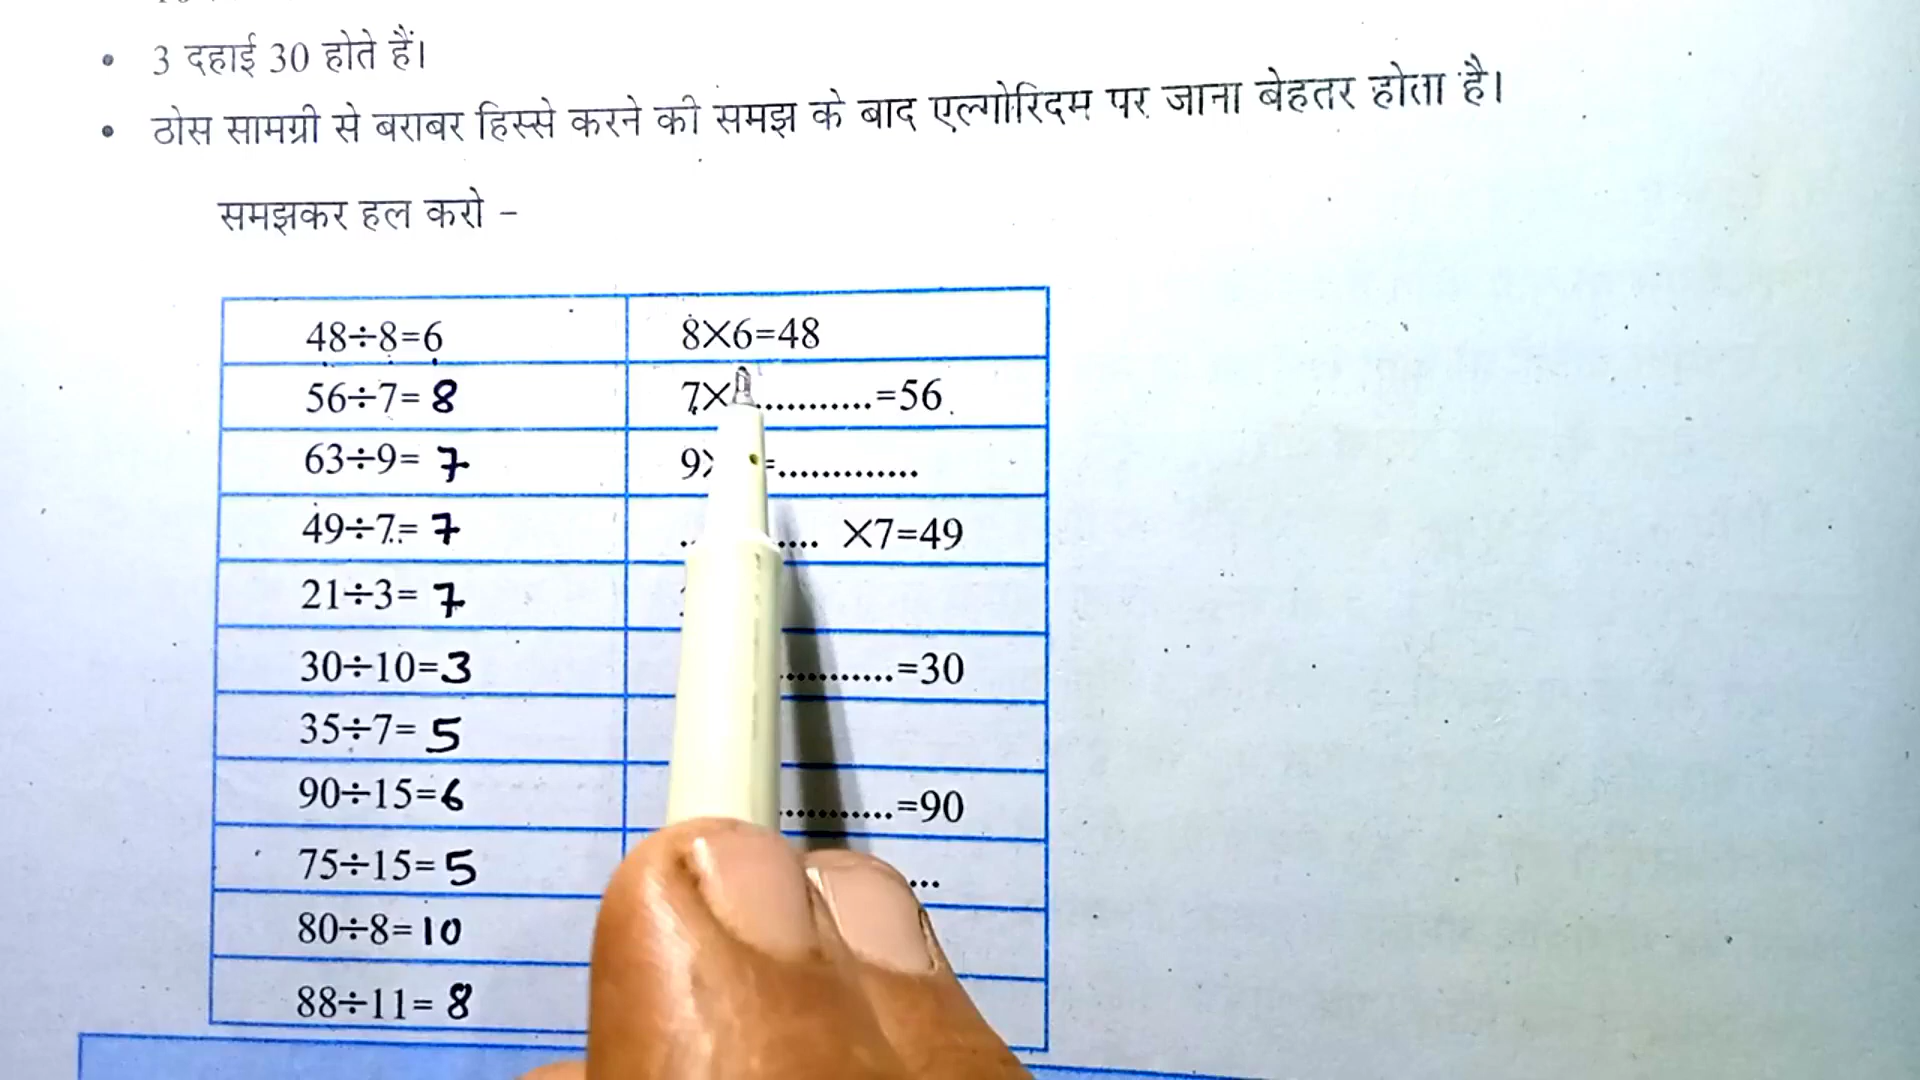 • 3 दहाई 30 होते हैं।
• ठोस सामग्री से बराबर हिस्से करने की समझ के बाद एल्गोरिदम पर जाना बेहतर होता है।
समझकर हल करो –
48÷8=6 8×6=48
56÷7= 8 7×...........=56
63÷9= 7 9× =.............
49÷7= 7 ........ ×7=49
21÷3= 7
30÷10=3 ...........=30
35÷7= 5
90÷15=6 ...........=90
75÷15=5 ...
80÷8=10
88÷11= 8